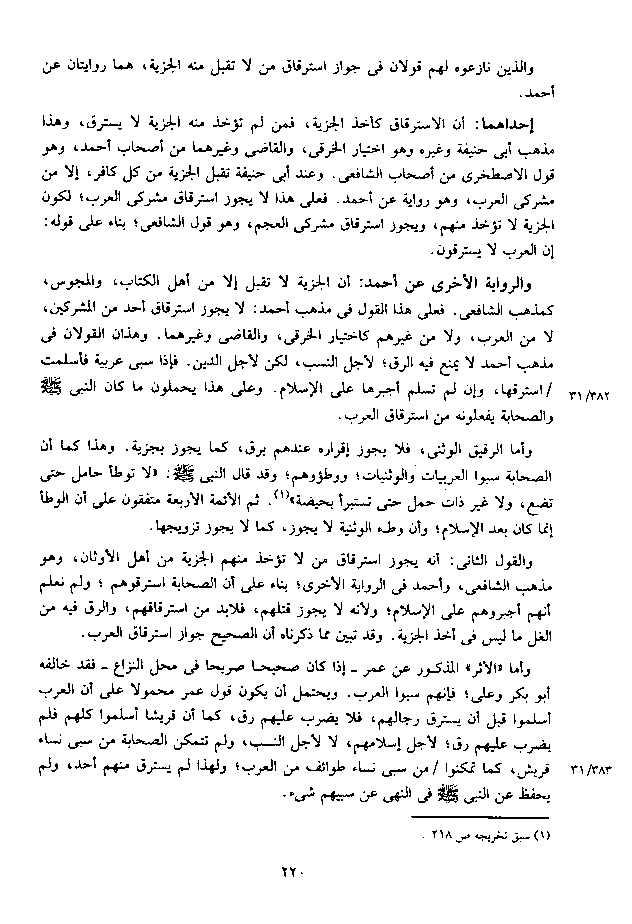 والذين نازعوه لهم قولان فى جواز استرقاق من لا تقبل منه الجزية، هما روايتان عن
أحمد.
إحداهما: أن الاسترقاق كأخذ الجزية، فمن لم تؤخذ منه الجزية لا يسترق، وهذا
مذهب أبى حنيفة وغيره وهو اختيار الخرقى، والقاضى وغيرهما من أصحاب أحمد، وهو
قول الاصطخرى من أصحاب الشافعى. وعند أبى حنيفة تقبل الجزية من كل كافر، إلا من
مشركى العرب، وهو رواية عن أحمد. فعلى هذا لا يجوز استرقاق مشركى العرب؛ لكون
الجزية لا تؤخذ منهم، ويجوز استرقاق مشركى العجم، وهو قول الشافعى؛ بناء على قوله:
إن العرب لا يسترقون.
والرواية الأخرى عن أحمد: أن الجزية لا تقبل إلا من أهل الكتاب، والمجوس،
كمذهب الشافعى. فعلى هذا القول فى مذهب أحمد: لا يجوز استرقاق أحد من المشركين،
لا من العرب، ولا من غيرهم كاختيار الخرقى، والقاضى وغيرهما. وهذان القولان فى
مذهب أحمد لا يمنع فيه الرق؛ لأجل النسب، لكن لأجل الدين. فإذا سبى عربية فأسلمت
/ استرقها، وإن لم تسلم أجبرها على الإسلام. وعلى هذا يحملون ما كان النبى ﷺ
٣١/٣٨٢
والصحابة يفعلونه من استرقاق العرب.
وأما الرقيق الوثنى، فلا يجوز إقراره عندهم برق، كما يجوز بجزية. وهذا كما أن
الصحابة سبوا العربيات والوثنيات؛ ووطؤوهم؛ وقد قال النبى ﷺ: «لا توطأ حامل حتى
تضع، ولا غير ذات حمل حتى تستبرأ بحيضة»(١). ثم الأئمة الأربعة متفقون على أن الوطأ
إنما كان بعد الإسلام؛ وأن وطء الوثنية لا يجوز، كما لا يجوز تزويجها.
والقول الثانى: أنه يجوز استرقاق من لا تؤخذ منهم الجزية من أهل الأوثان، وهو
مذهب الشافعى، وأحمد فى الرواية الأخرى؛ بناء على أن الصحابة استرقوهم ؛ ولم نعلم
أنهم أجبروهم على الإسلام؛ ولأنه لا يجوز قتلهم، فلابد من استرقاقهم، والرق فيه من
الغل ما ليس فى أخذ الجزية. وقد تبين مما ذكرناه أن الصحيح جواز استرقاق العرب.
وأما «الأثر» المذكور عن عمر ـ إذا كان صحيحا صريحا فى محل النزاع ـ فقد خالفه
أبو بكر وعلى؛ فإنهم سبوا العرب. ويحتمل أن يكون قول عمر محمولا على أن العرب
أسلموا قبل أن يسترق رجالهم، فلا يضرب عليهم رق، كما أن قريشا أسلموا كلهم فلم
يضرب عليهم رق؛ لأجل إسلامهم، لا لأجل النسب، ولم تتمكن الصحابة من سبى نساء
قريش، كما تمكنوا / من سبى نساء طوائف من العرب؛ ولهذا لم يسترق منهم أحد، ولم
٣١/٣٨٣
يحفظ عن النبى ﷺ فى النهى عن سبيهم شىء.
(١) سبق تخريجه ص ٢١٨ .
٢٢٠